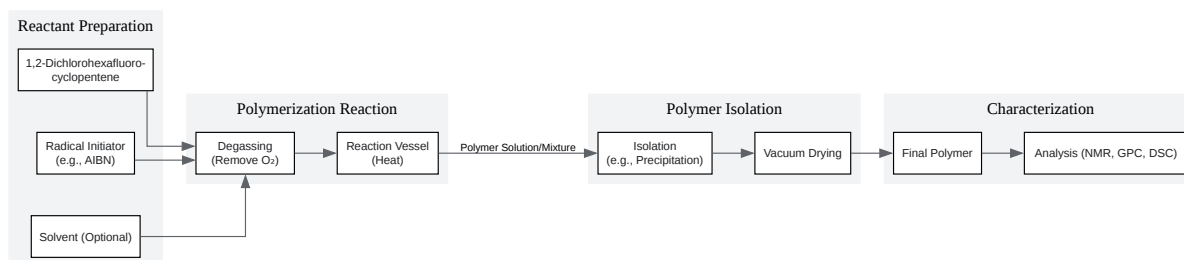 Reactant Preparation
1,2-Dichlorohexafluoro-
cyclopentene
Radical Initiator
(e.g., AIBN)
Solvent (Optional)
Polymerization Reaction
Degassing
(Remove O₂)
Reaction Vessel
(Heat)
Polymer Solution/Mixture
Polymer Isolation
Isolation
(e.g., Precipitation)
Vacuum Drying
Characterization
Final Polymer
Analysis (NMR, GPC, DSC)